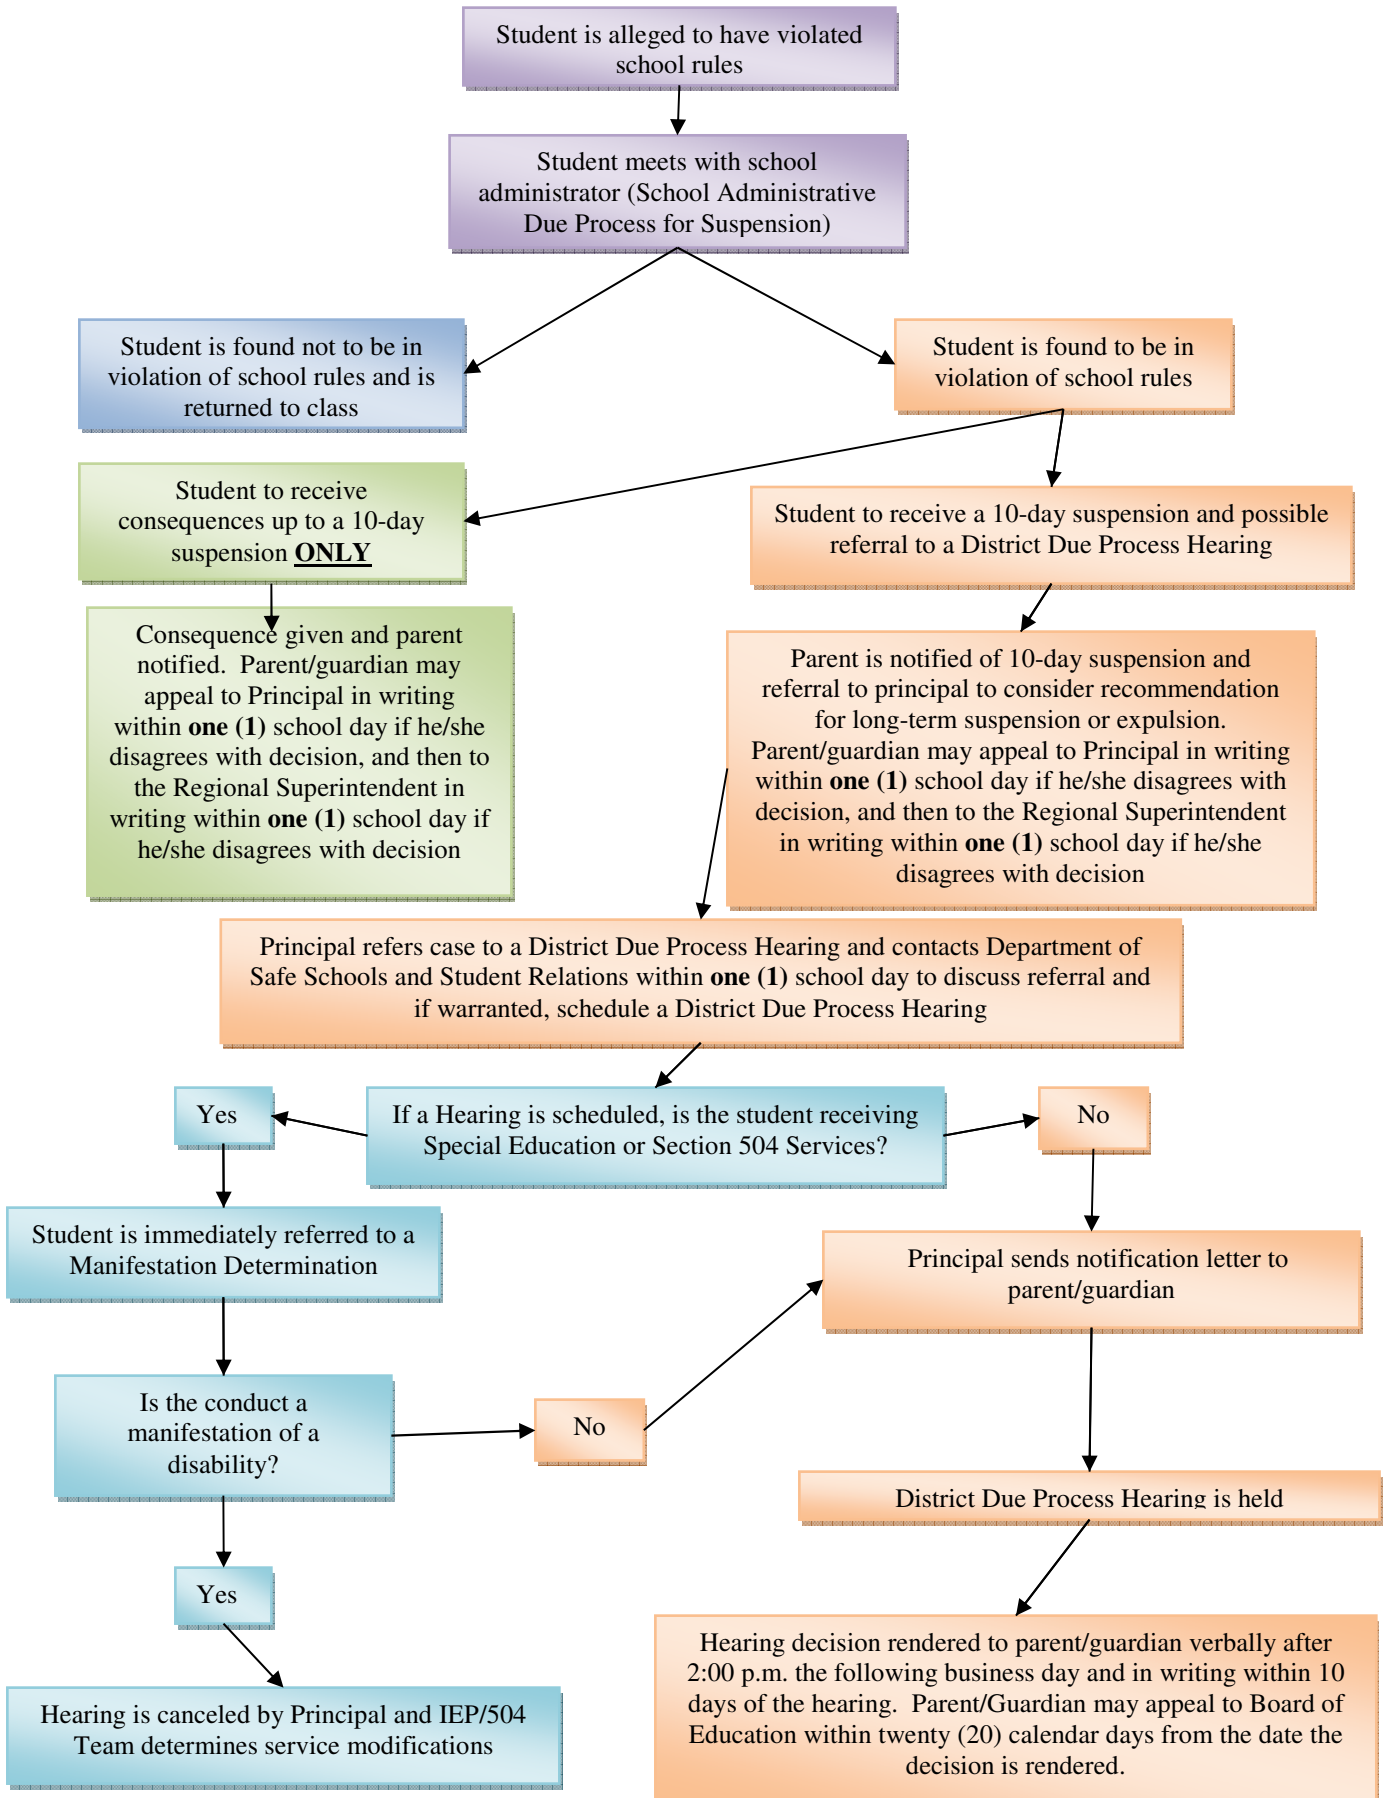 Student is alleged to have violated
school rules
Student meets with school
administrator (School Administrative
Due Process for Suspension)
Student is found not to be in
violation of school rules and is
returned to class
Student is found to be in
violation of school rules
Student to receive
consequences up to a 10-day
suspension ONLY
Student to receive a 10-day suspension and possible
referral to a District Due Process Hearing
Consequence given and parent
notified.  Parent/guardian may
appeal to Principal in writing
within one (1) school day if he/she
disagrees with decision, and then to
the Regional Superintendent in
writing within one (1) school day if
he/she disagrees with decision
Parent is notified of 10-day suspension and
referral to principal to consider recommendation
for long-term suspension or expulsion.
Parent/guardian may appeal to Principal in writing
within one (1) school day if he/she disagrees with
decision, and then to the Regional Superintendent
in writing within one (1) school day if he/she
disagrees with decision
Principal refers case to a District Due Process Hearing and contacts Department of
Safe Schools and Student Relations within one (1) school day to discuss referral and
if warranted, schedule a District Due Process Hearing
Yes
If a Hearing is scheduled, is the student receiving
Special Education or Section 504 Services?
No
Student is immediately referred to a
Manifestation Determination
Principal sends notification letter to
parent/guardian
Is the conduct a
manifestation of a
disability?
No
District Due Process Hearing is held
Yes
Hearing is canceled by Principal and IEP/504
Team determines service modifications
Hearing decision rendered to parent/guardian verbally after
2:00 p.m. the following business day and in writing within 10
days of the hearing.  Parent/Guardian may appeal to Board of
Education within twenty (20) calendar days from the date the
decision is rendered.